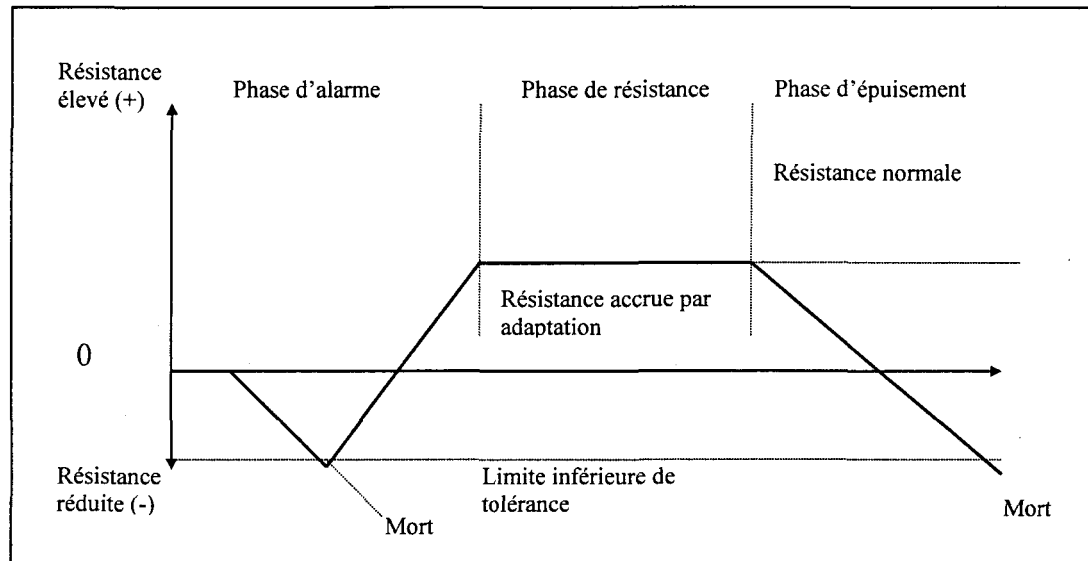 Résistance
élevé (+)
Phase d'alarme
Phase de résistance
Phase d'épuisement
Résistance normale
Résistance accrue par
adaptation
0
Résistance
réduite (-)
Limite inférieure de
tolérance
Mort
Mort